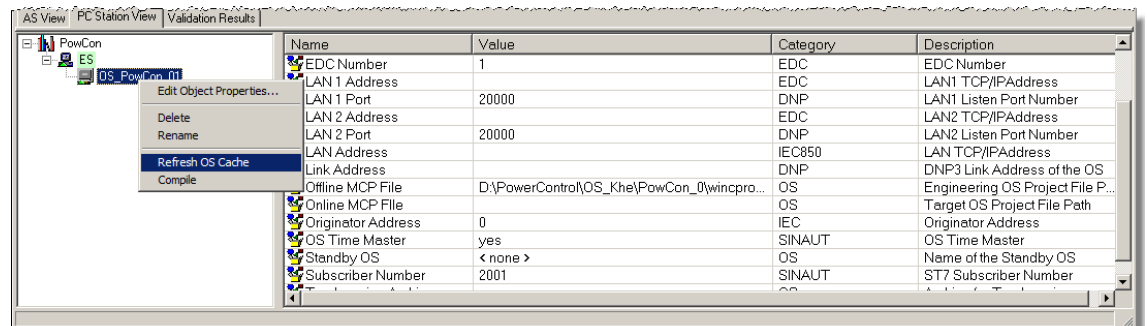 AS View PC Station View Validation Results
PowCon
ES
OS_PowCon_01
Edit Object Properties...
Delete
Rename
Refresh OS Cache
Compile
Name Value Category Description
EDC Number 1 EDC EDC Number
LAN 1 Address EDC LAN1 TCP/IPAddress
LAN 1 Port 20000 DNP LAN1 Listen Port Number
LAN 2 Address EDC LAN2 TCP/IPAddress
LAN 2 Port 20000 DNP LAN2 Listen Port Number
LAN Address IEC850 LAN TCP/IPAddress
Link Address DNP DNP3 Link Address of the OS
Offline MCP File D:\PowerControl\OS_Khe\PowCon_0\wincpro... OS Engineering OS Project File P...
Online MCP FIle OS Target OS Project File Path
Originator Address 0 IEC Originator Address
OS Time Master yes SINAUT OS Time Master
Standby OS < none > OS Name of the Standby OS
Subscriber Number 2001 SINAUT ST7 Subscriber Number